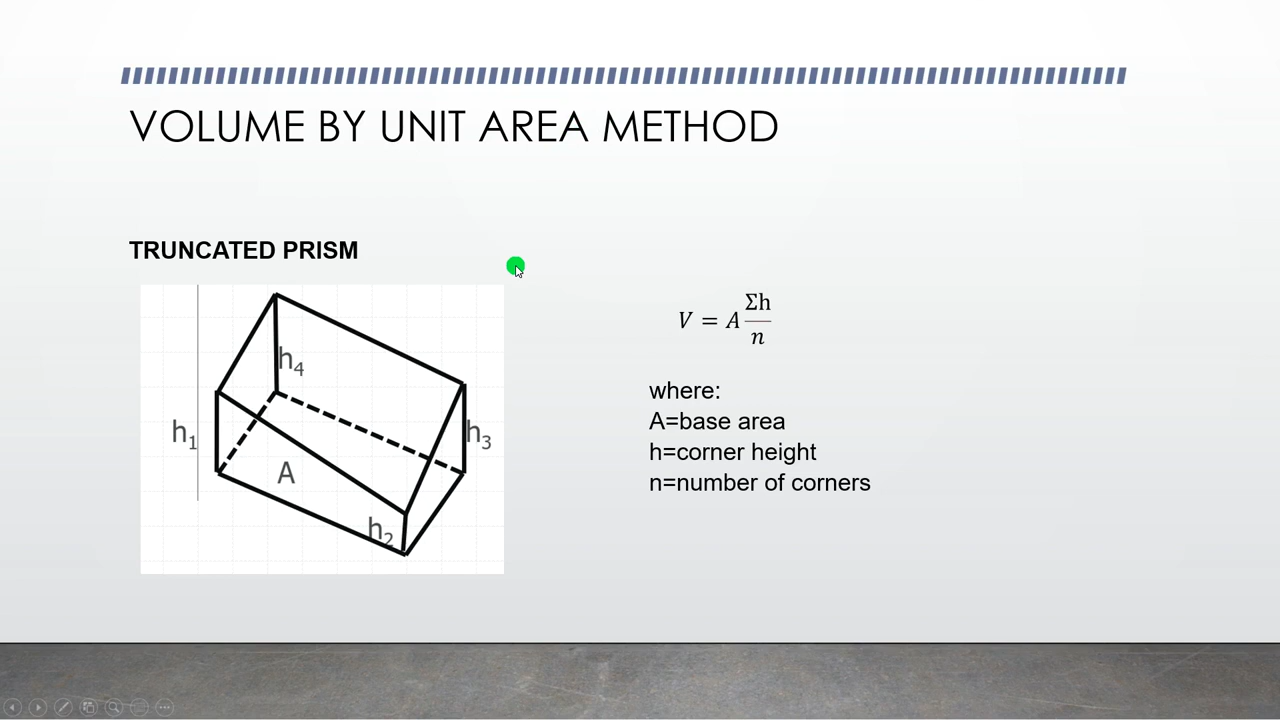 VOLUME BY UNIT AREA METHOD
TRUNCATED PRISM
h4
h1
h3
A
h2
V = A Σh/n
where:
A=base area
h=corner height
n=number of corners